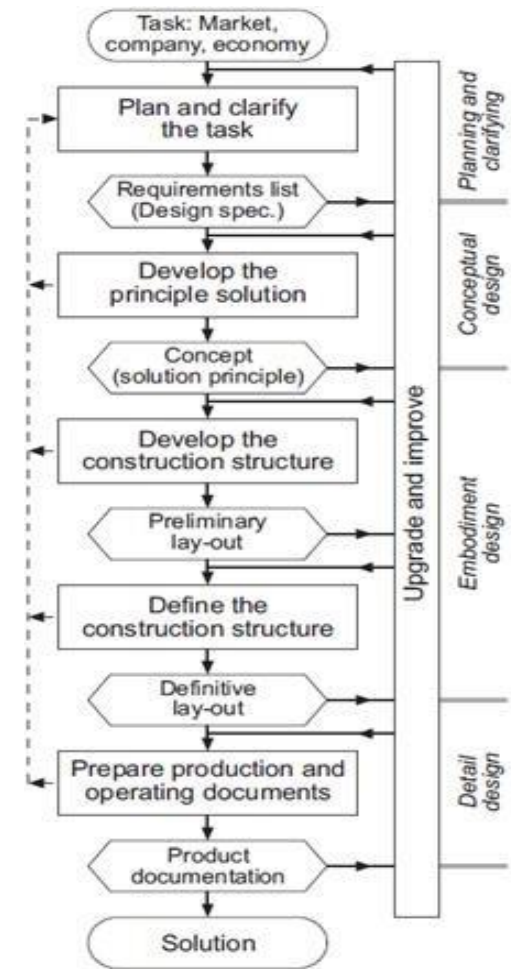 Task: Market,
company, economy
Plan and clarify
the task
Requirements list
(Design spec.)
Develop the
principle solution
Concept
(solution principle)
Develop the
construction structure
Preliminary
lay-out
Define the
construction structure
Definitive
lay-out
Prepare production and
operating documents
Product
documentation
Solution
Upgrade and improve
Planning and
clarifying
Conceptual
design
Embodiment
design
Detail
design